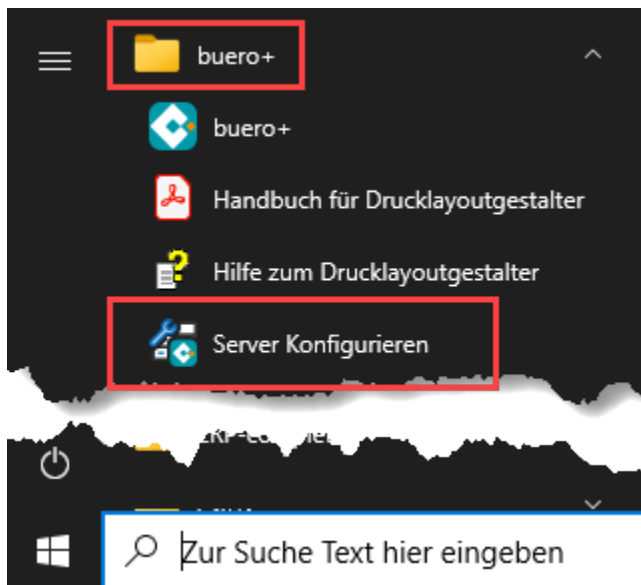 buero+
buero+
Handbuch für Drucklayoutgestalter
Hilfe zum Drucklayoutgestalter
Server Konfigurieren
Zur Suche Text hier eingeben